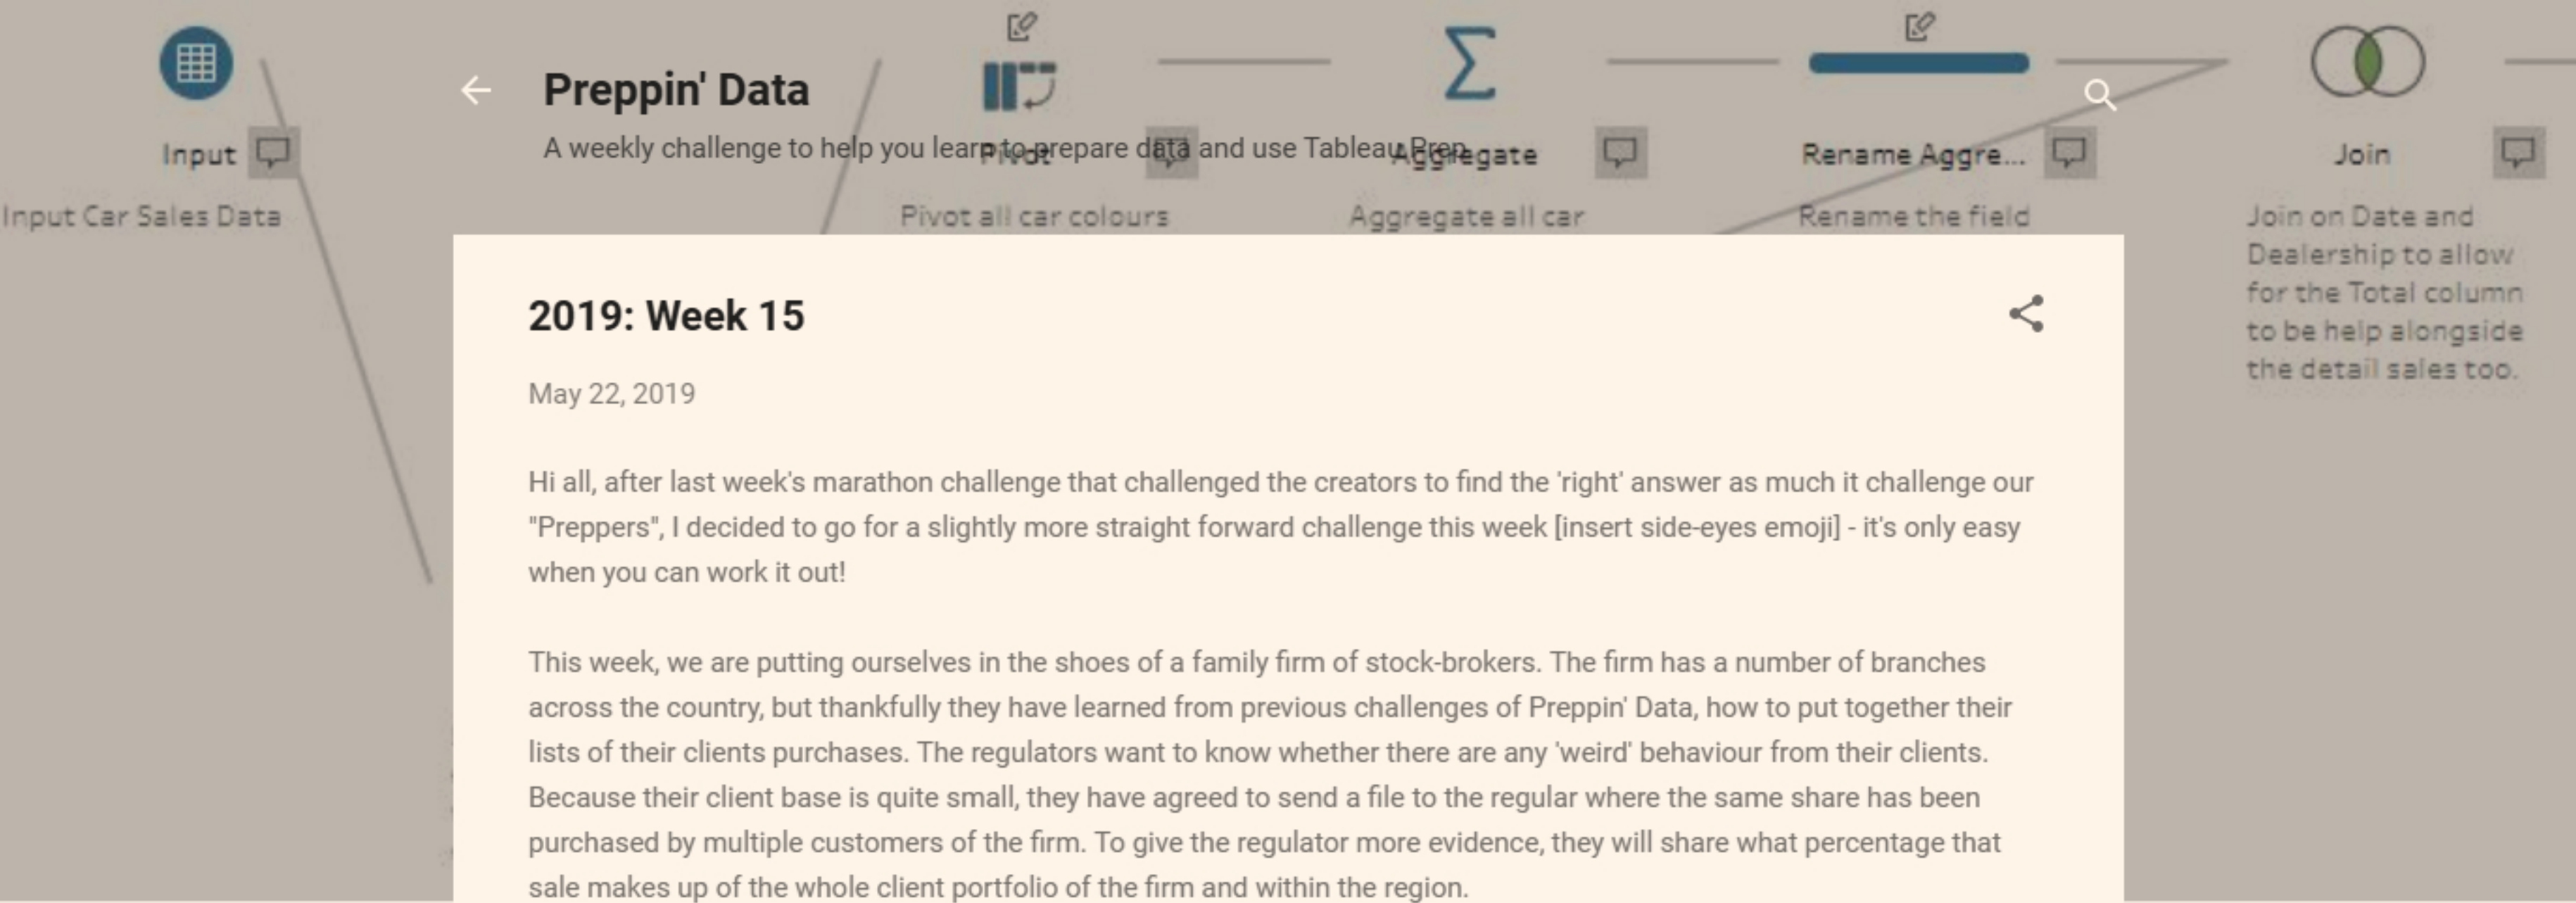 Preppin' Data
A weekly challenge to help you learn to prepare data and use Tableau Prep
Input
Pivot
Aggregate
Rename Aggre...
Join
Input Car Sales Data
Pivot all car colours
Aggregate all car
Rename the field
Join on Date and
Dealership to allow
for the Total column
to be help alongside
the detail sales too.
2019: Week 15
May 22, 2019
Hi all, after last week's marathon challenge that challenged the creators to find the 'right' answer as much it challenge our
"Preppers", I decided to go for a slightly more straight forward challenge this week [insert side-eyes emoji] - it's only easy
when you can work it out!
This week, we are putting ourselves in the shoes of a family firm of stock-brokers. The firm has a number of branches
across the country, but thankfully they have learned from previous challenges of Preppin' Data, how to put together their
lists of their clients purchases. The regulators want to know whether there are any 'weird' behaviour from their clients.
Because their client base is quite small, they have agreed to send a file to the regular where the same share has been
purchased by multiple customers of the firm. To give the regulator more evidence, they will share what percentage that
sale makes up of the whole client portfolio of the firm and within the region.